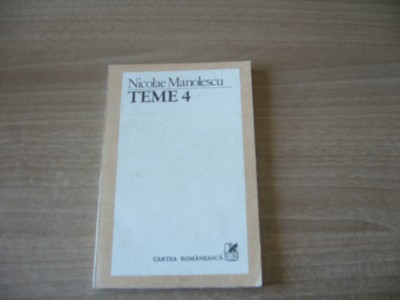 Nicolae Manolescu
TEME 4
CARTEA ROMÂNEASCĂ